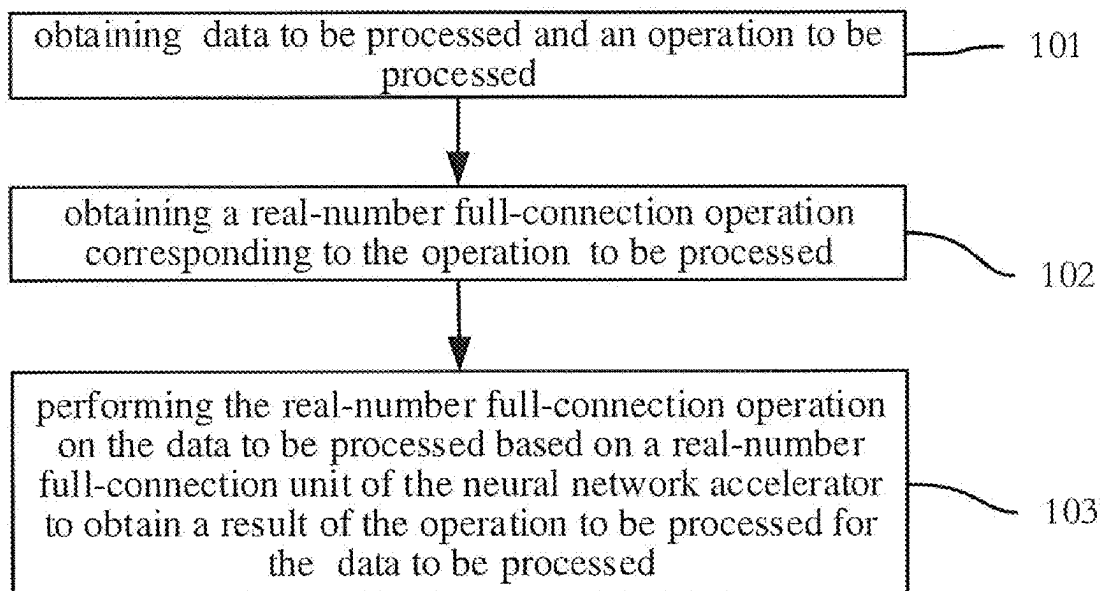 obtaining data to be processed and an operation to be
processed
101
obtaining a real-number full-connection operation
corresponding to the operation to be processed
102
performing the real-number full-connection operation
on the data to be processed based on a real-number
full-connection unit of the neural network accelerator
to obtain a result of the operation to be processed for
the data to be processed
103